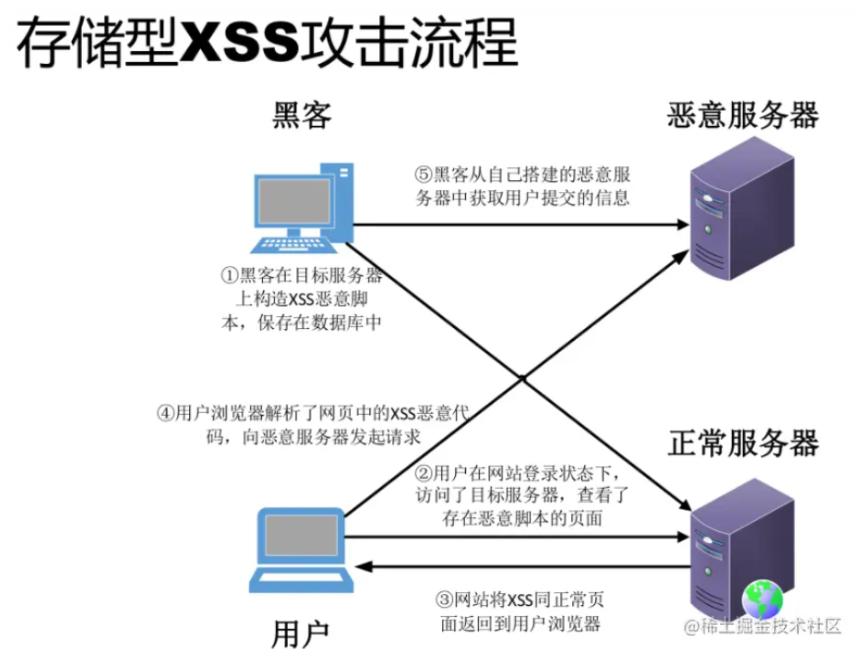 存储型XSS攻击流程
黑客
恶意服务器
⑤黑客从自己搭建的恶意服
务器中获取用户提交的信息
①黑客在目标服务器
上构造XSS恶意脚
本，保存在数据库中
④用户浏览器解析了网页中的XSS恶意代
码，向恶意服务器发起请求
正常服务器
②用户在网站登录状态下，
访问了目标服务器，查看了
存在恶意脚本的页面
③网站将XSS同正常页
面返回到用户浏览器
用户
@稀土掘金技术社区